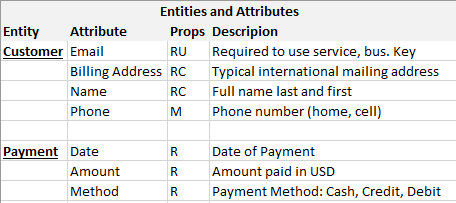 Entities and Attributes
Entity Attribute Props Descripion
Customer Email RU Required to use service, bus. Key
Billing Address RC Typical international mailing address
Name RC Full name last and first
Phone M Phone number (home, cell)
Payment Date R Date of Payment
Amount R Amount paid in USD
Method R Payment Method: Cash, Credit, Debit